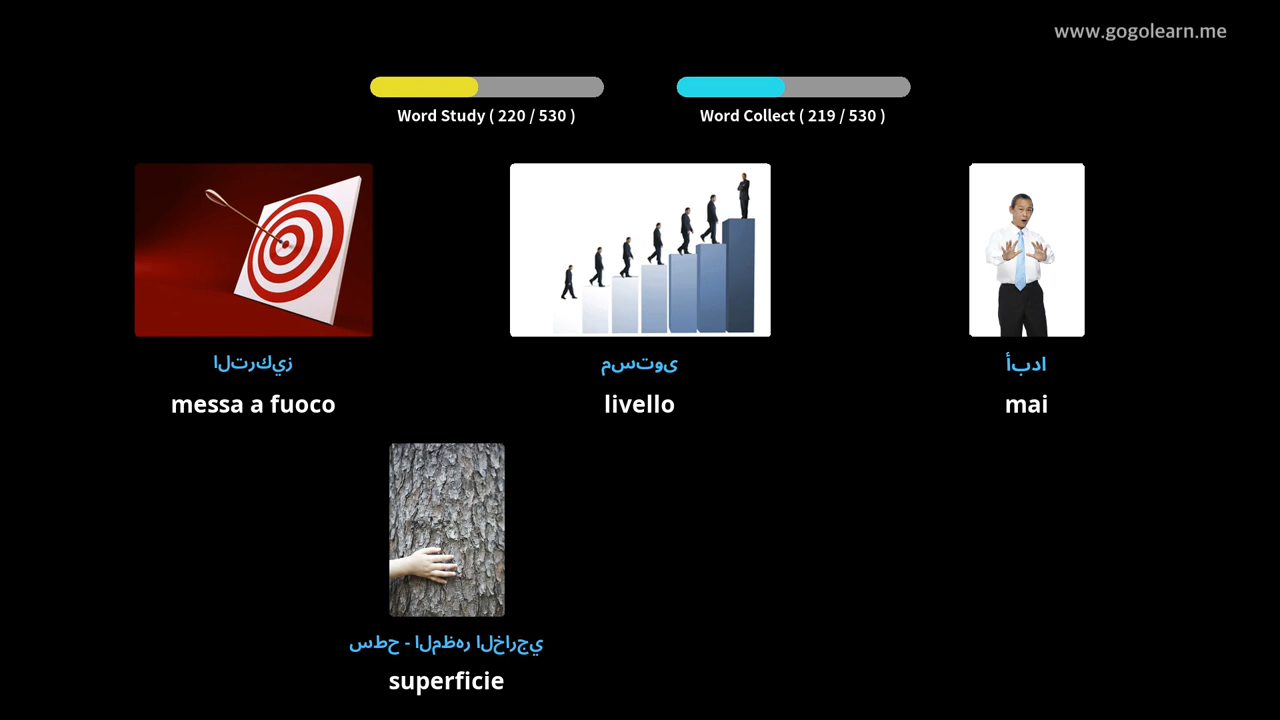 www.gogolearn.me
Word Study ( 220 / 530 )
Word Collect ( 219 / 530 )
التركيز
مستوى
أبدا
messa a fuoco
livello
mai
سطح - المظهر الخارجي
superficie